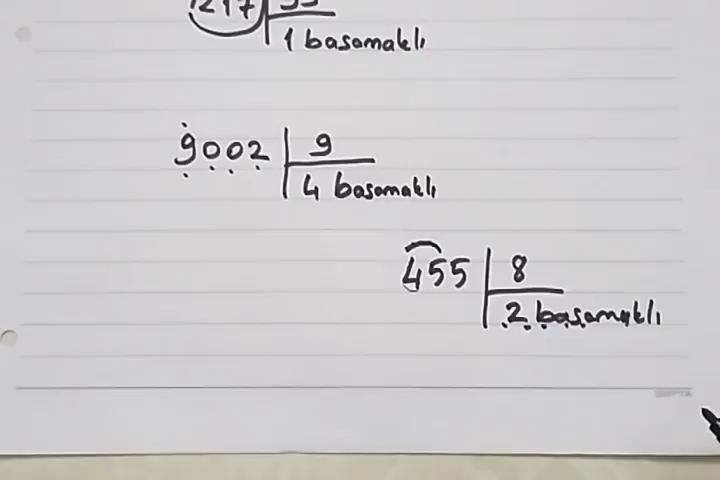 1 basamaklı
9002 9
4 basamaklı
455 8
2 basamaklı